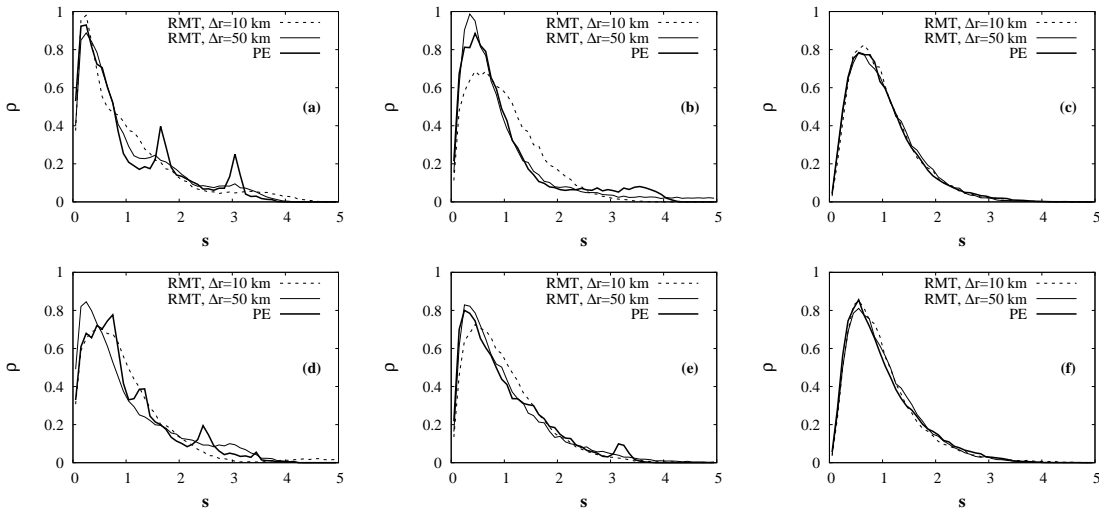 RMT, Δr=10 km
RMT, Δr=50 km
PE
(a)
ρ
1
0.8
0.6
0.4
0.2
0
0 1 2 3 4 5
s
RMT, Δr=10 km
RMT, Δr=50 km
PE
(b)
ρ
1
0.8
0.6
0.4
0.2
0
0 1 2 3 4 5
s
RMT, Δr=10 km
RMT, Δr=50 km
PE
(c)
ρ
1
0.8
0.6
0.4
0.2
0
0 1 2 3 4 5
s
RMT, Δr=10 km
RMT, Δr=50 km
PE
(d)
ρ
1
0.8
0.6
0.4
0.2
0
0 1 2 3 4 5
s
RMT, Δr=10 km
RMT, Δr=50 km
PE
(e)
ρ
1
0.8
0.6
0.4
0.2
0
0 1 2 3 4 5
s
RMT, Δr=10 km
RMT, Δr=50 km
PE
(f)
ρ
1
0.8
0.6
0.4
0.2
0
0 1 2 3 4 5
s